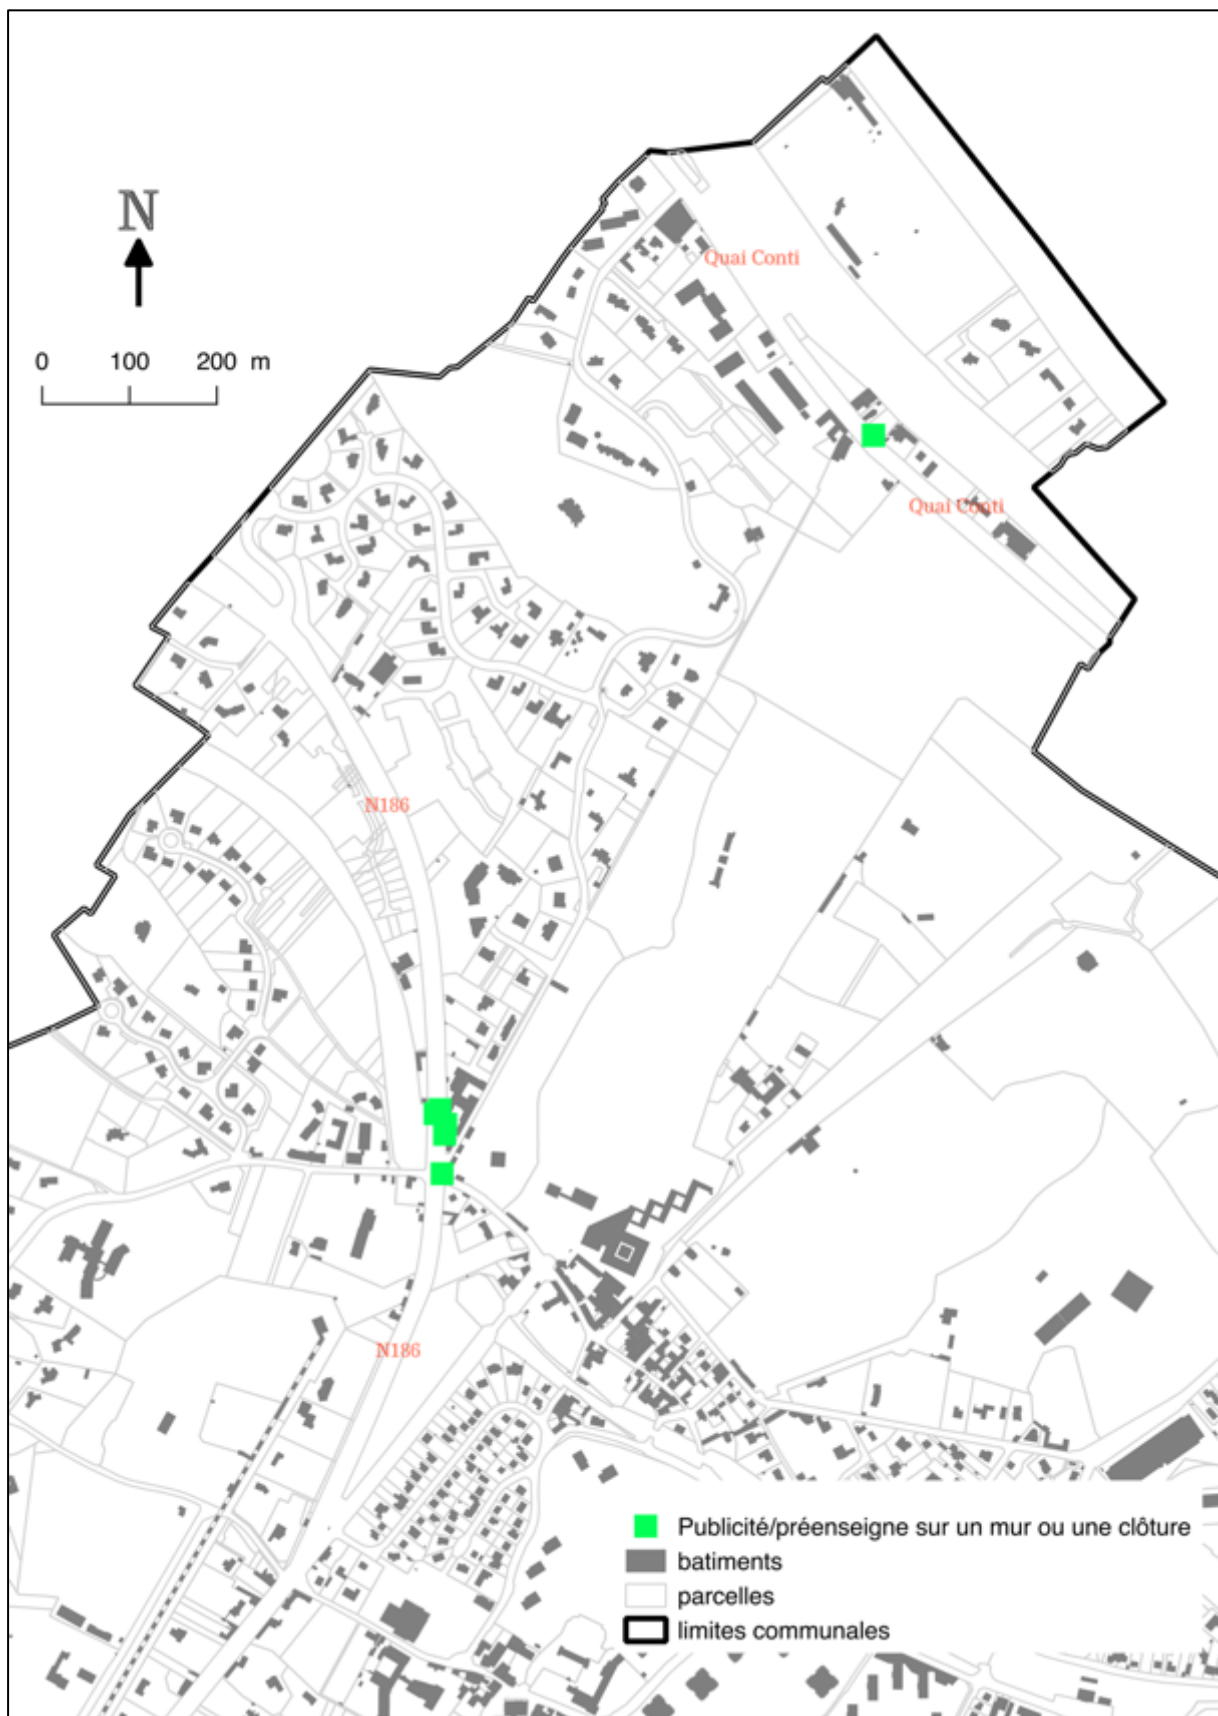 N
Quai Conti
0 100 200 m
Quai Conti
N186
N186
Publicité/préenseigne sur un mur ou une clôture
batiments
parcelles
limites communales